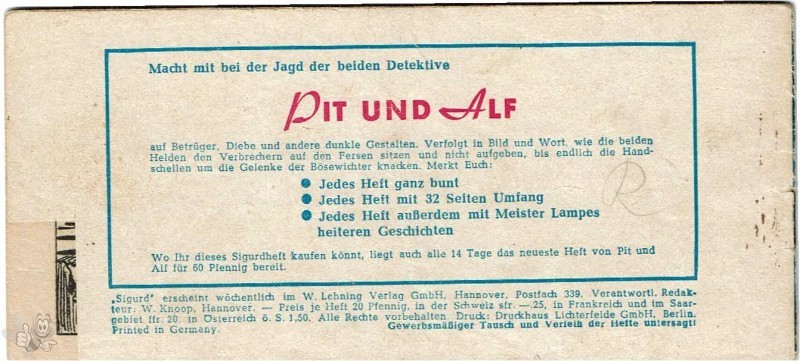 Macht mit bei der Jagd der beiden Detektive
PIT UND ALF
auf Betrüger, Diebe und andere dunkle Gestalten. Verfolgt in Bild und Wort, wie die beiden
Helden den Verbrechern auf den Fersen sitzen und nicht aufgeben, bis endlich die Hand-
schellen um die Gelenke der Bösewichter knacken. Merkt Euch:
● Jedes Heft ganz bunt
● Jedes Heft mit 32 Seiten Umfang
● Jedes Heft außerdem mit Meister Lampes
heiteren Geschichten
R
Wo Ihr dieses Sigurdheft kaufen könnt, liegt auch alle 14 Tage das neueste Heft von Pit und
Alf für 60 Pfennig bereit.
„Sigurd" erscheint wöchentlich im W. Lehning Verlag GmbH, Hannover, Postfach 339. Verantwortl. Redak-
teur: W. Knoop, Hannover. — Preis je Heft 20 Pfennig, in der Schweiz sfr. —.25, in Frankreich und im Saar-
gebiet ffr. 20. in Österreich ö. S. 1,50. Alle Rechte vorbehalten. Druck: Druckhaus Lichterfelde GmbH, Berlin.
Printed in Germany. Gewerbsmäßiger Tausch und Verleih der Hefte untersagt!